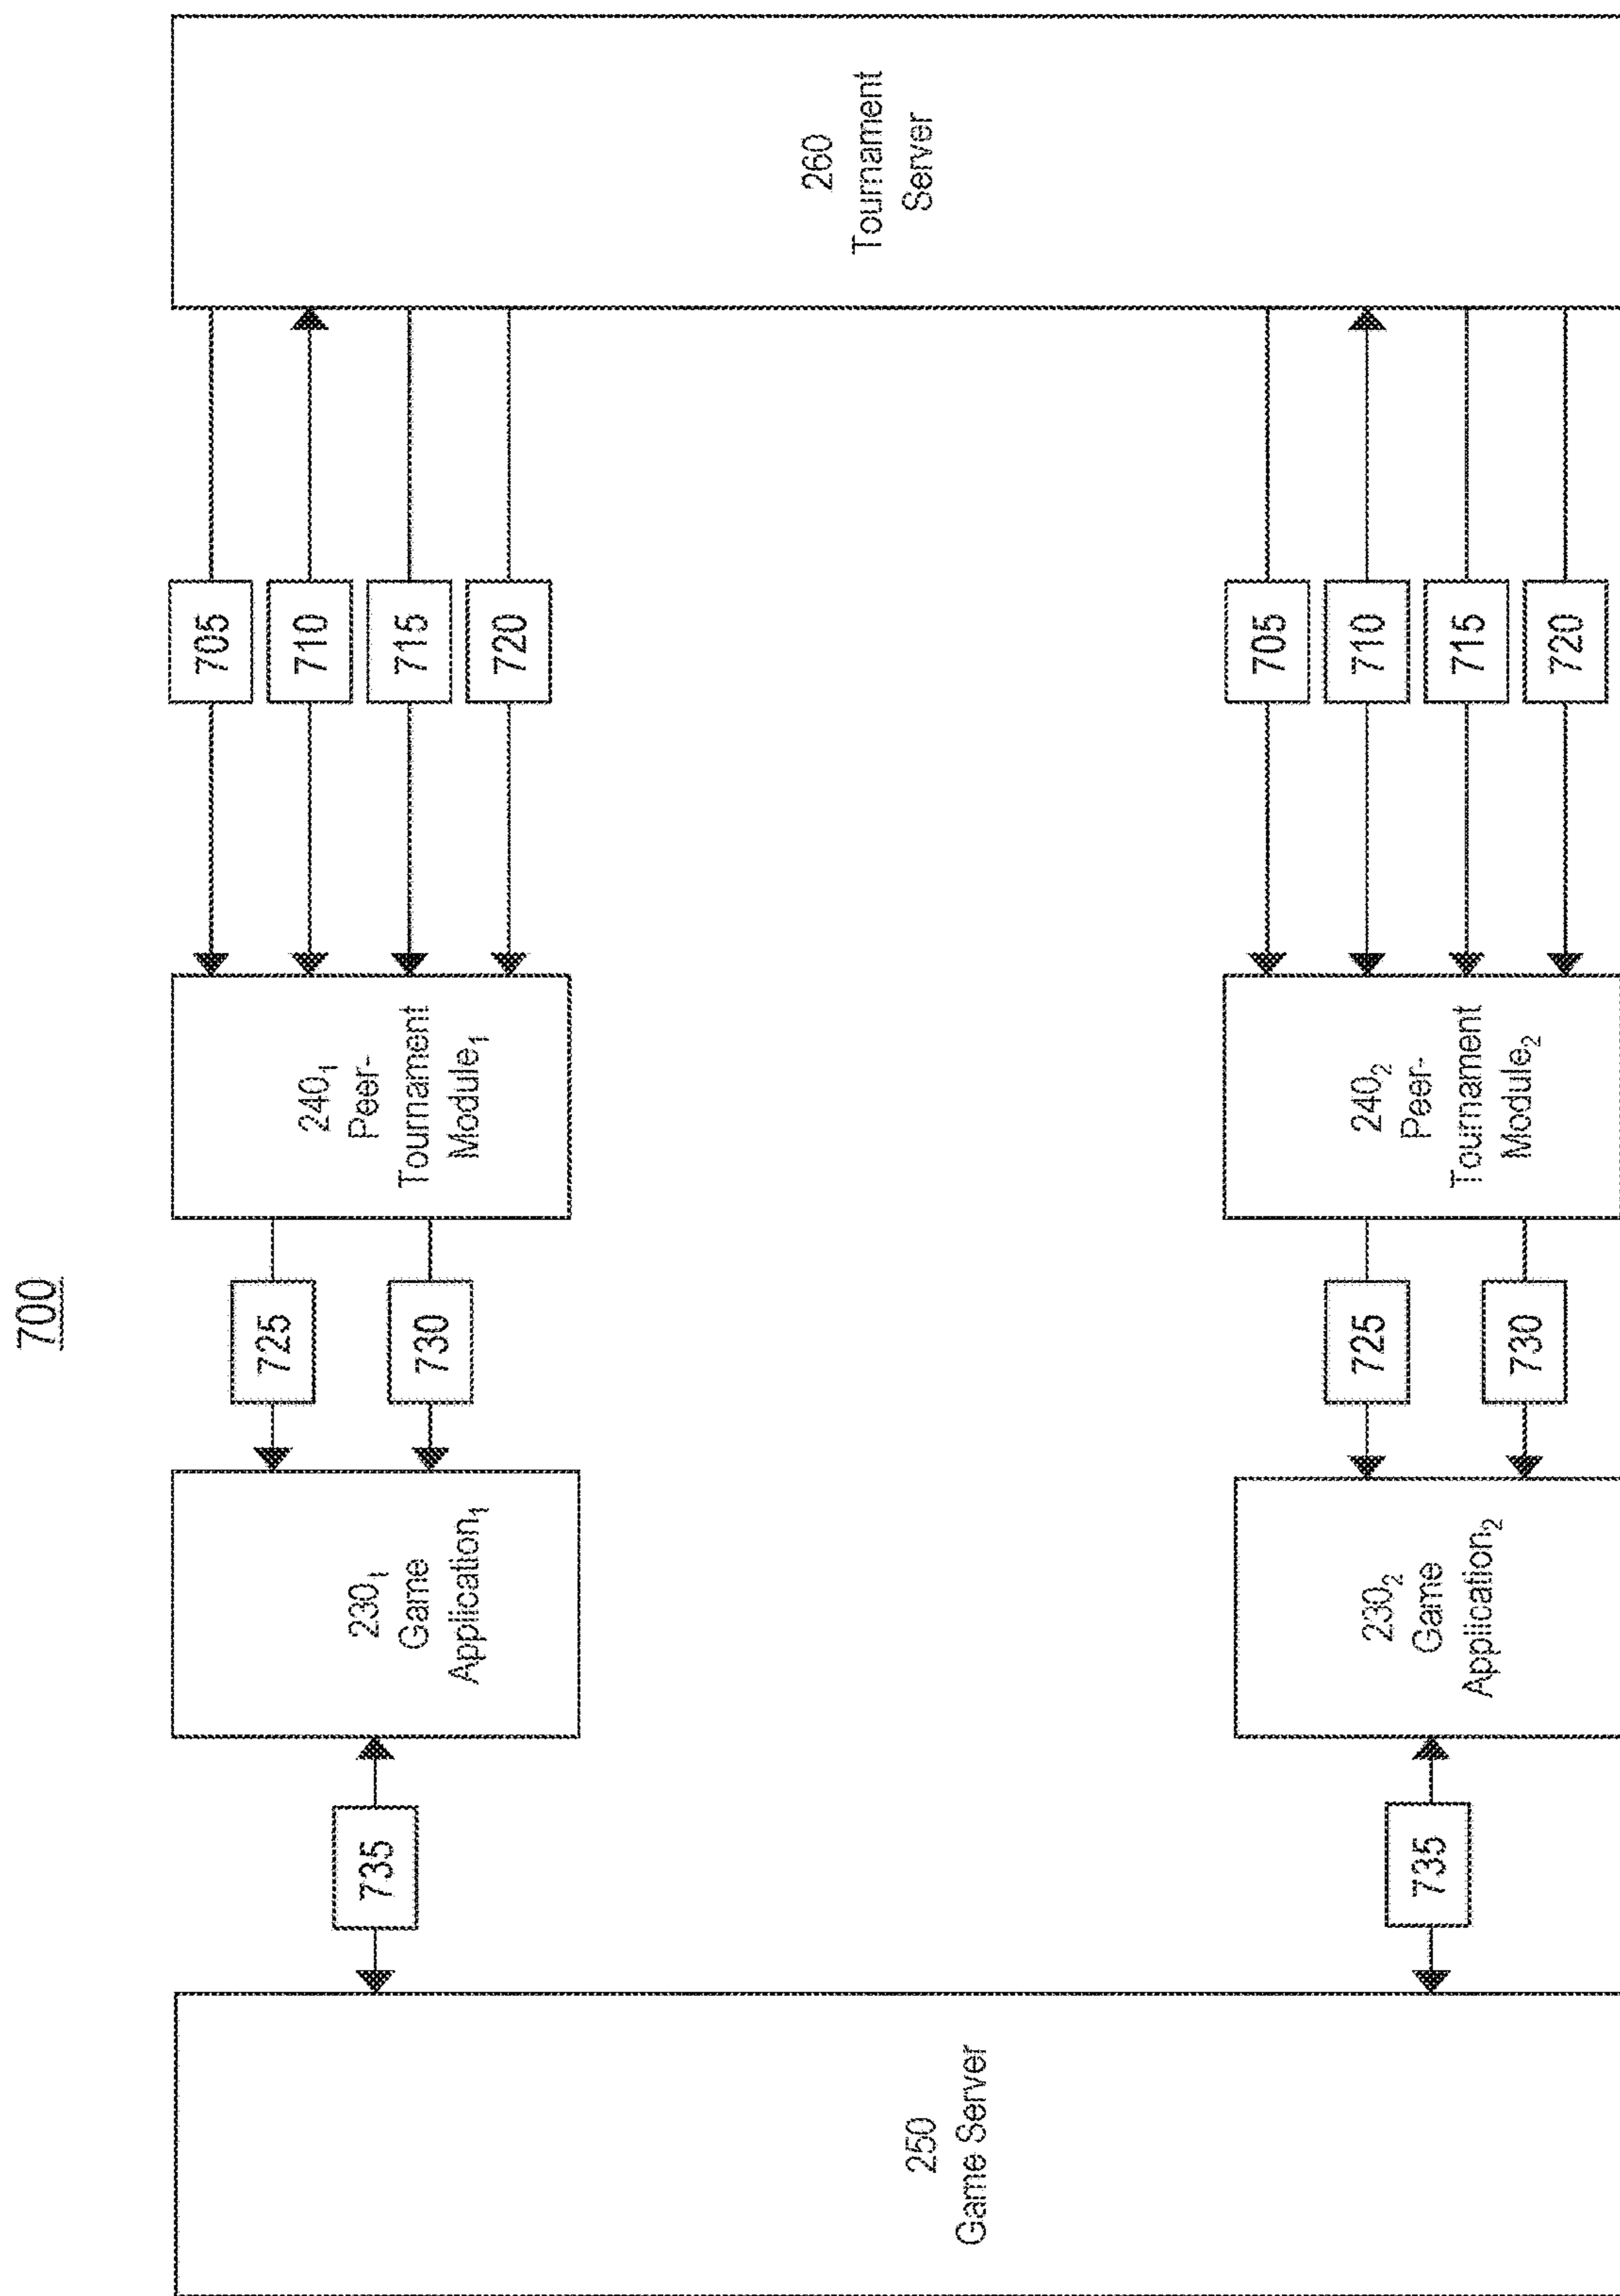 700
250
Game Server
735
230₁
Game
Application₁
725
730
240₁
Peer-
Tournament
Module₁
705
710
715
720
260
Tournament
Server
735
230₂
Game
Application₂
725
730
240₂
Peer-
Tournament
Module₂
705
710
715
720